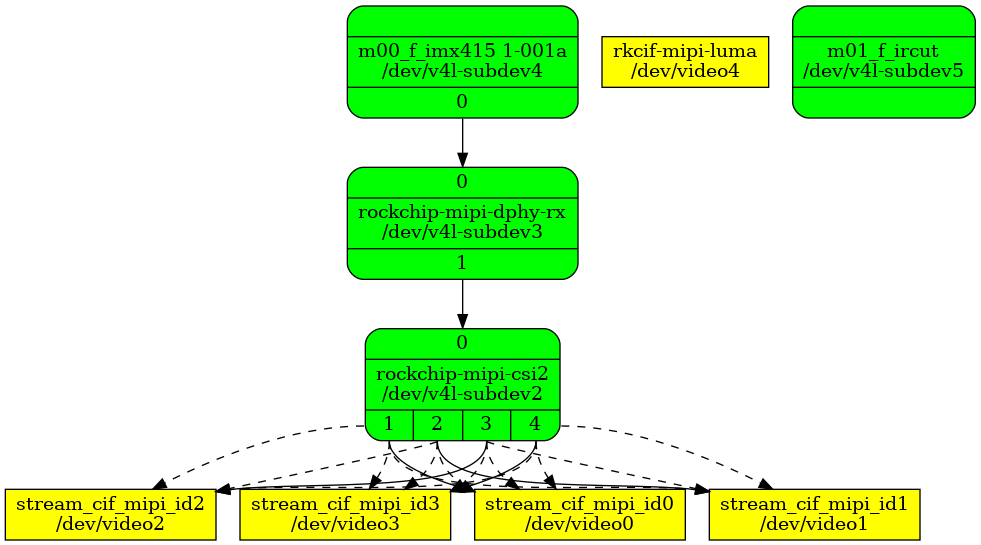 m00_f_imx415 1-001a
/dev/v4l-subdev4
0
rkcif-mipi-luma
/dev/video4
m01_f_ircut
/dev/v4l-subdev5
0
rockchip-mipi-dphy-rx
/dev/v4l-subdev3
1
0
rockchip-mipi-csi2
/dev/v4l-subdev2
1 2 3 4
stream_cif_mipi_id2
/dev/video2
stream_cif_mipi_id3
/dev/video3
stream_cif_mipi_id0
/dev/video0
stream_cif_mipi_id1
/dev/video1